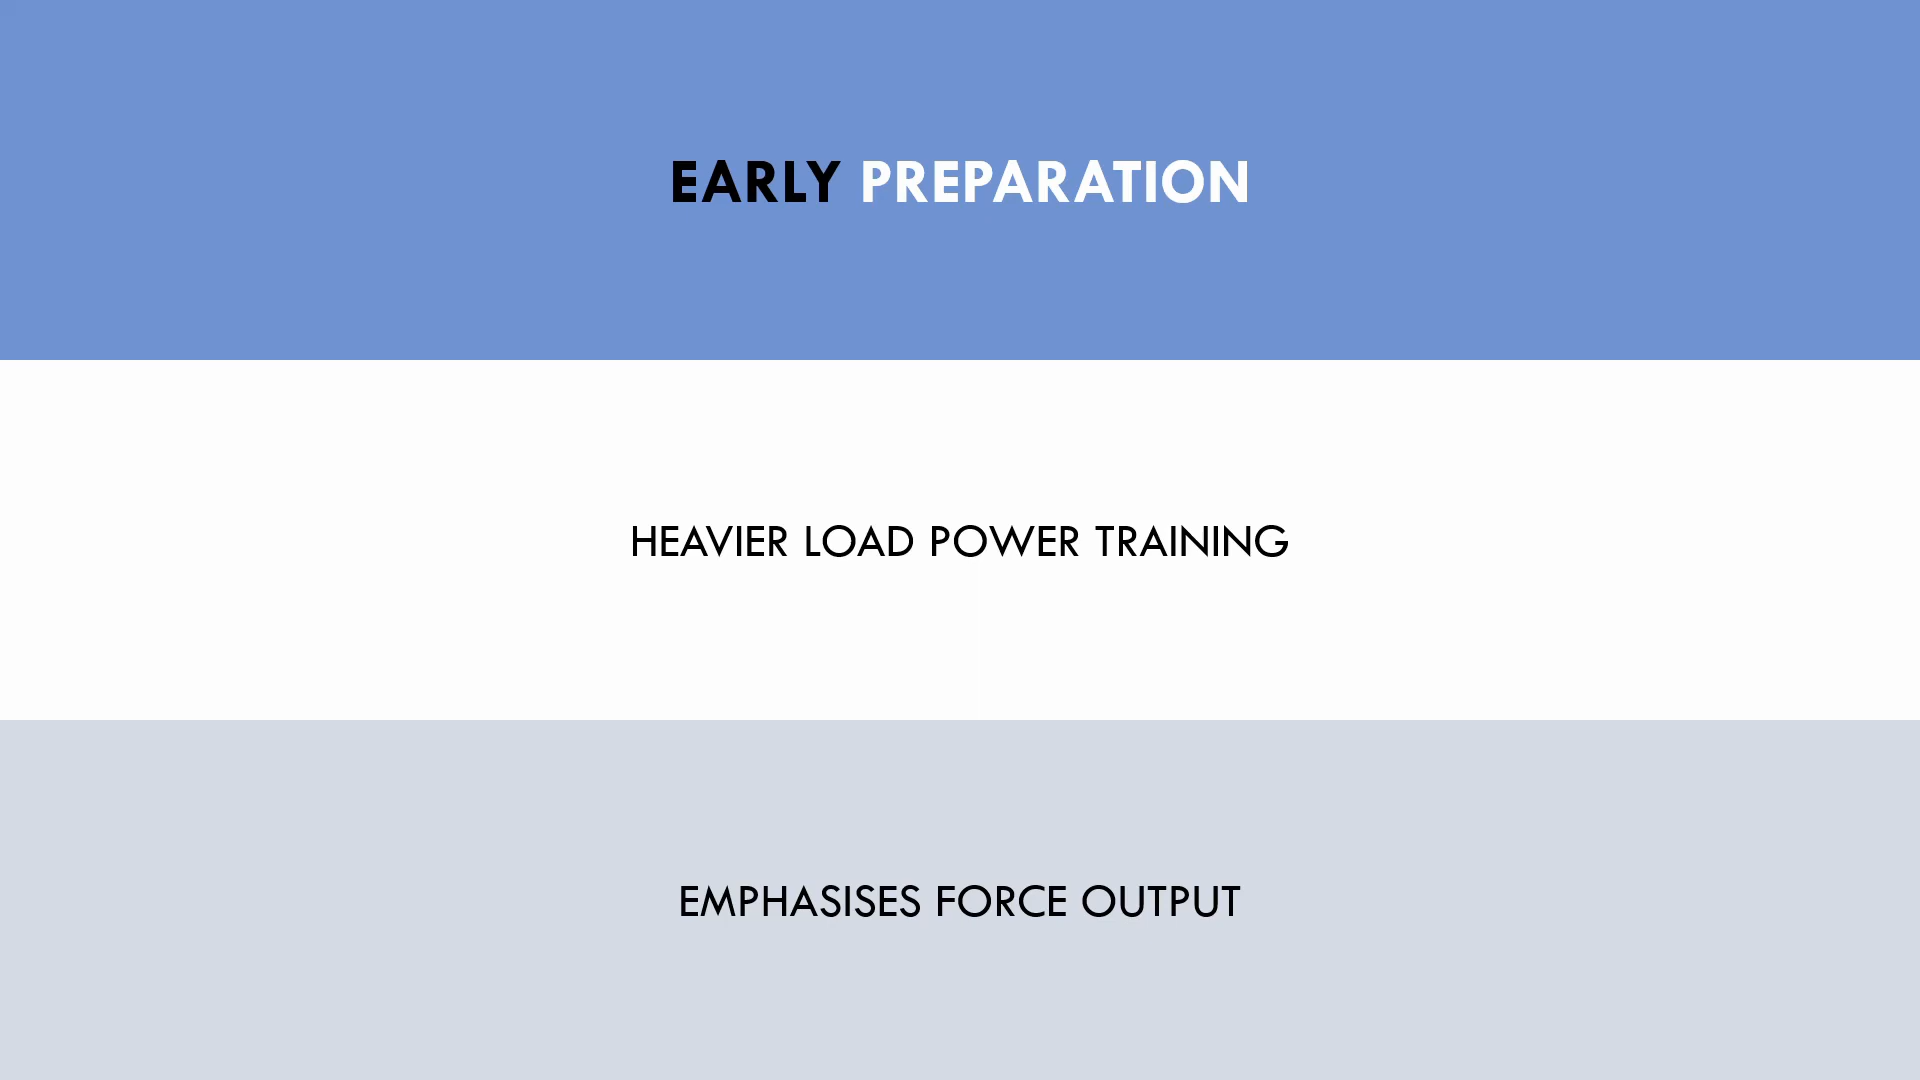 EARLY PREPARATION
HEAVIER LOAD POWER TRAINING
EMPHASISES FORCE OUTPUT